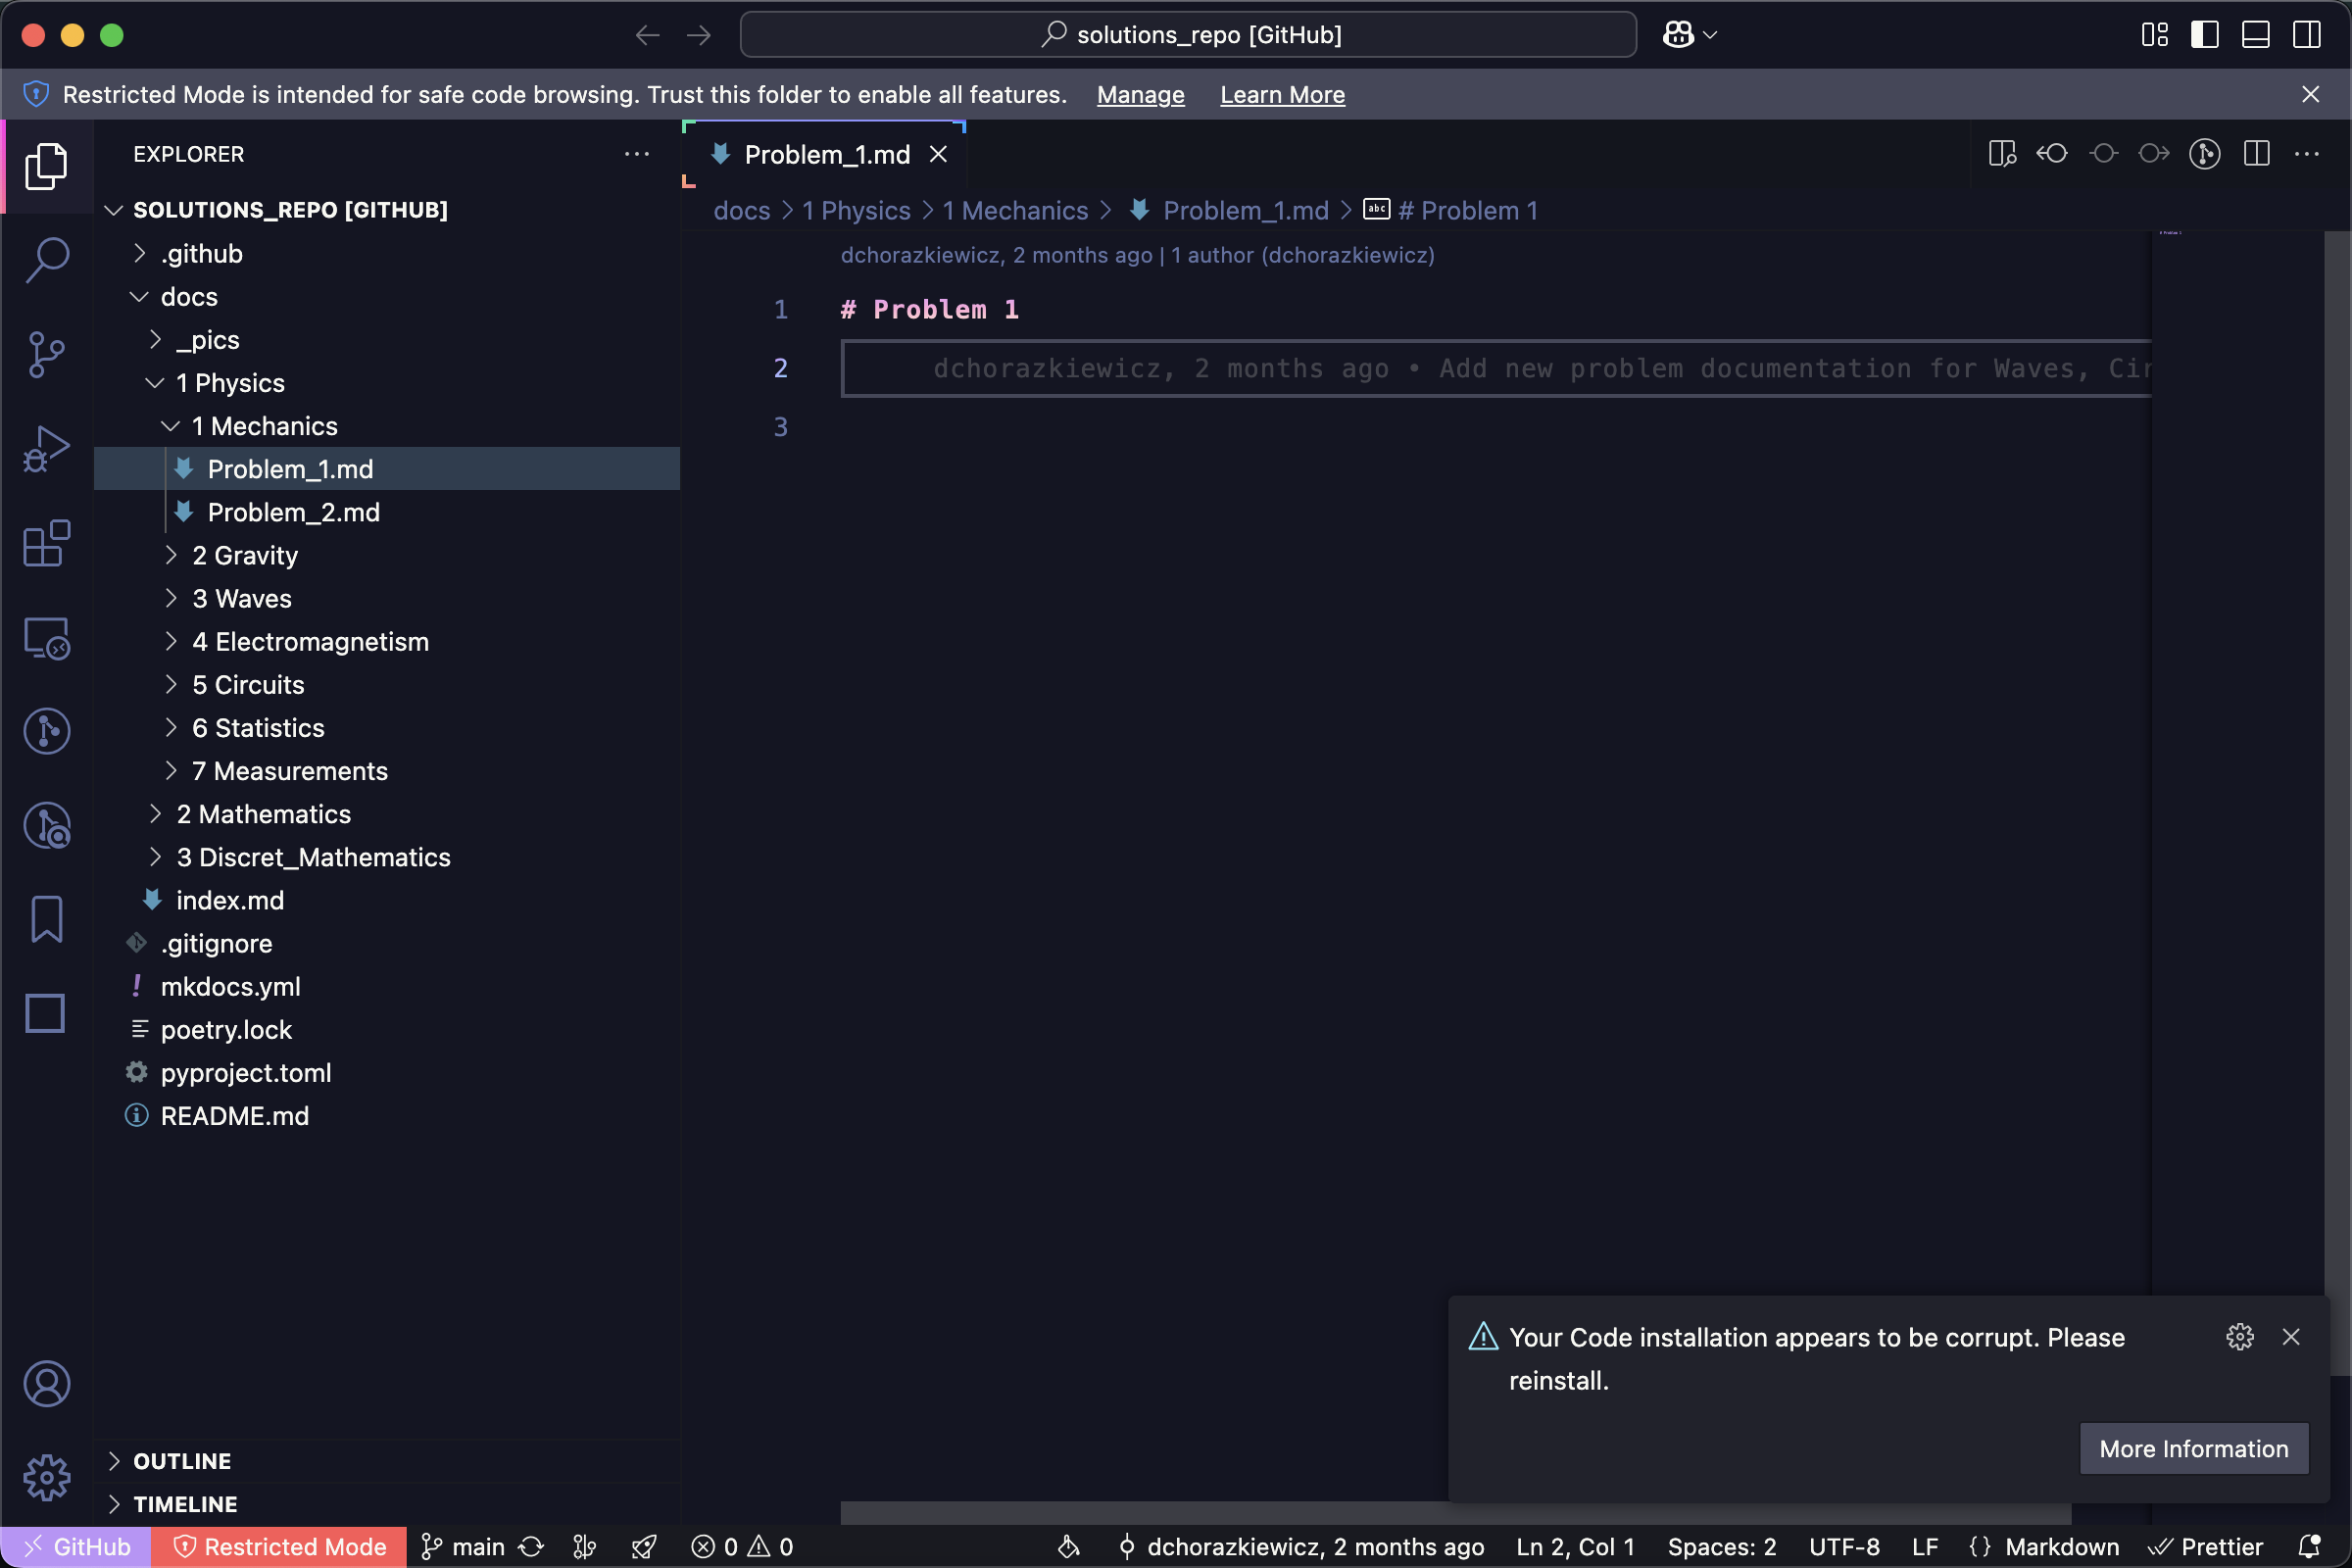 solutions_repo [GitHub]
Restricted Mode is intended for safe code browsing. Trust this folder to enable all features. Manage Learn More
EXPLORER
SOLUTIONS_REPO [GITHUB]
.github
docs
_pics
1 Physics
1 Mechanics
Problem_1.md
Problem_2.md
2 Gravity
3 Waves
4 Electromagnetism
5 Circuits
6 Statistics
7 Measurements
2 Mathematics
3 Discret_Mathematics
index.md
.gitignore
mkdocs.yml
poetry.lock
pyproject.toml
README.md
OUTLINE
TIMELINE
Problem_1.md
docs > 1 Physics > 1 Mechanics > Problem_1.md > abc # Problem 1
dchorazkiewicz, 2 months ago | 1 author (dchorazkiewicz)
1 # Problem 1
2 dchorazkiewicz, 2 months ago • Add new problem documentation for Waves, Cir
3
Your Code installation appears to be corrupt. Please
reinstall.
More Information
GitHub Restricted Mode main 0 0 dchorazkiewicz, 2 months ago Ln 2, Col 1 Spaces: 2 UTF-8 LF {} Markdown Prettier